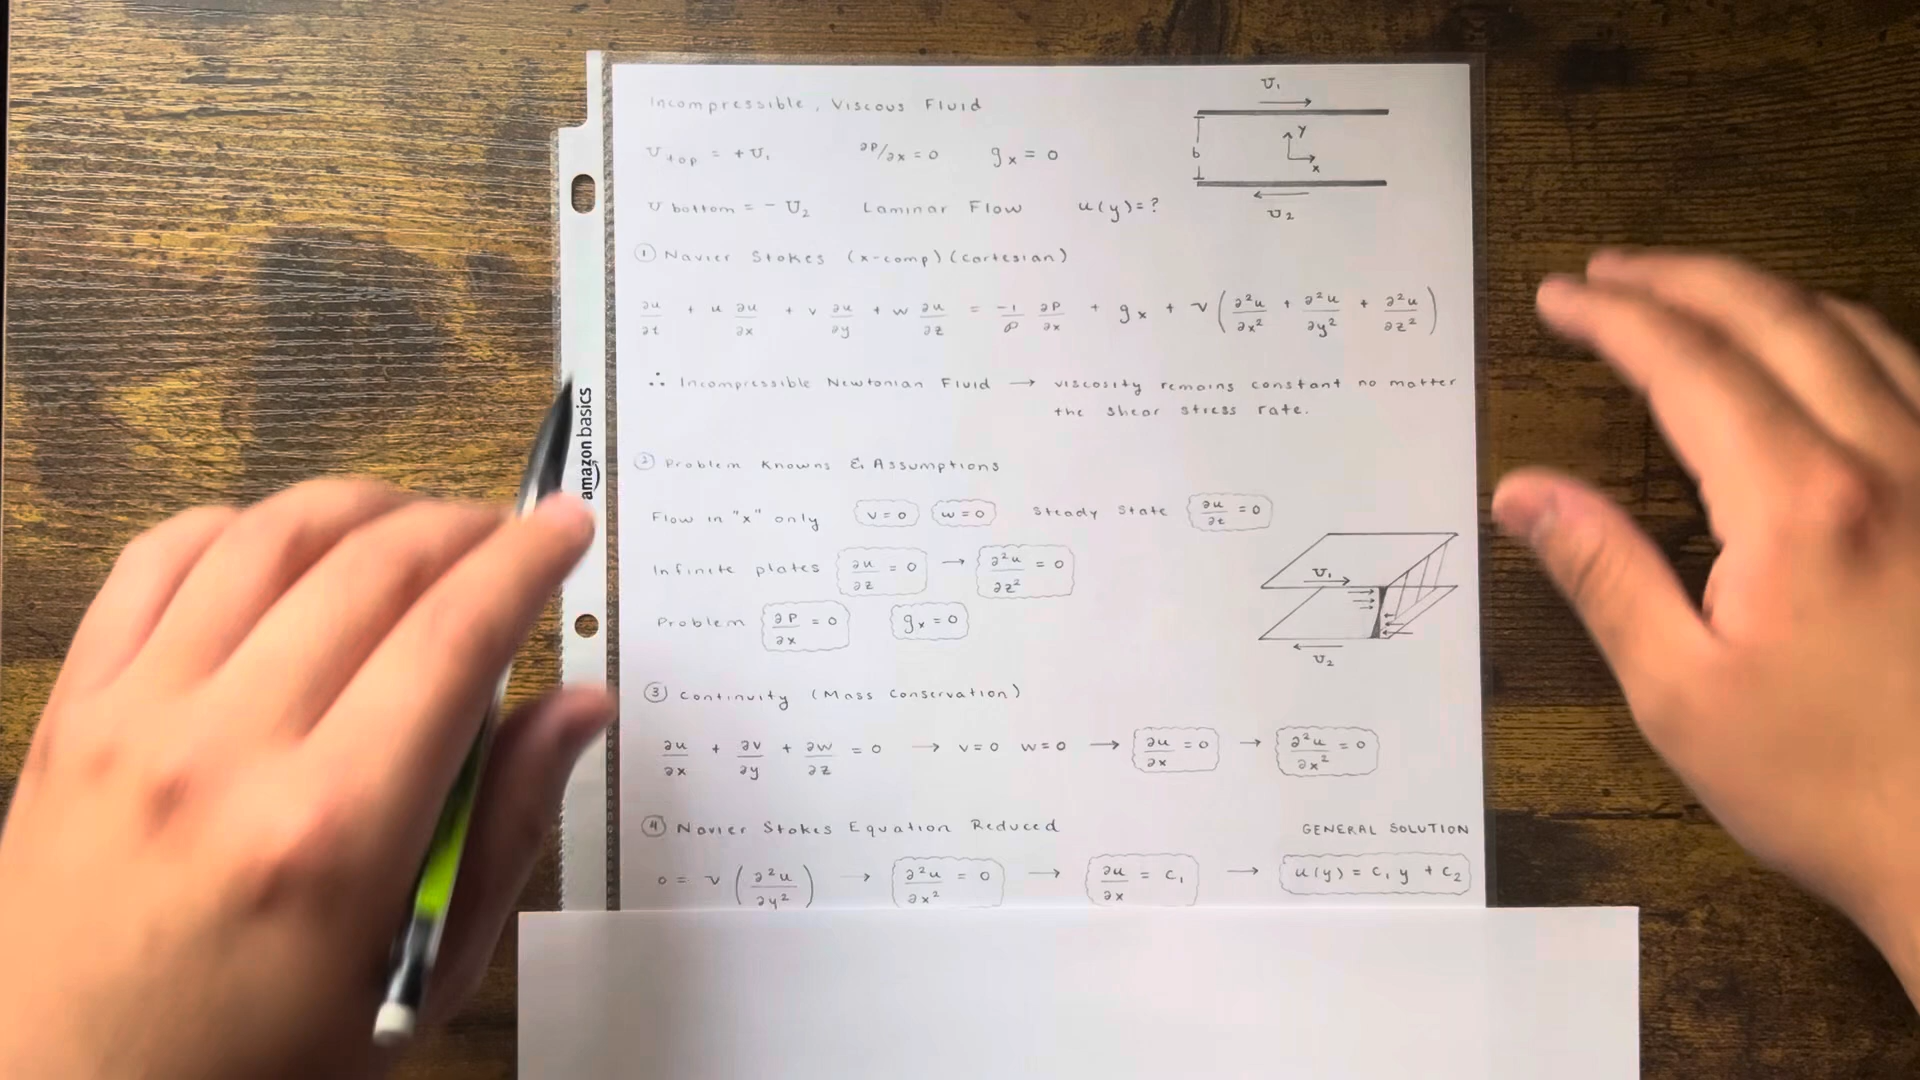 Incompressible, Viscous Fluid
U top = + U₁   ∂P/∂x = 0   gₓ = 0
U bottom = - U₂   Laminar Flow   u(y) = ?
U₁
b
y
x
U₂
① Navier Stokes (x-comp) (Cartesian)
∂u/∂t + u ∂u/∂x + v ∂u/∂y + w ∂u/∂z = -1/ρ ∂P/∂x + gₓ + ν ( ∂²u/∂x² + ∂²u/∂y² + ∂²u/∂z² )
∴ Incompressible Newtonian Fluid → viscosity remains constant no matter
the shear stress rate.
② Problem Knowns & Assumptions
Flow in "x" only   v = 0   w = 0   Steady State   ∂u/∂t = 0
Infinite plates   ∂u/∂z = 0 → ∂²u/∂z² = 0
Problem   ∂P/∂x = 0   gₓ = 0
U₁
U₂
③ Continuity (Mass Conservation)
∂u/∂x + ∂v/∂y + ∂w/∂z = 0 → v = 0   w = 0 → ∂u/∂x = 0 → ∂²u/∂x² = 0
④ Navier Stokes Equation Reduced   GENERAL SOLUTION
0 = ν ( ∂²u/∂y² ) → ∂²u/∂x² = 0 → ∂u/∂x = C₁ → u(y) = C₁ y + C₂
amazon basics